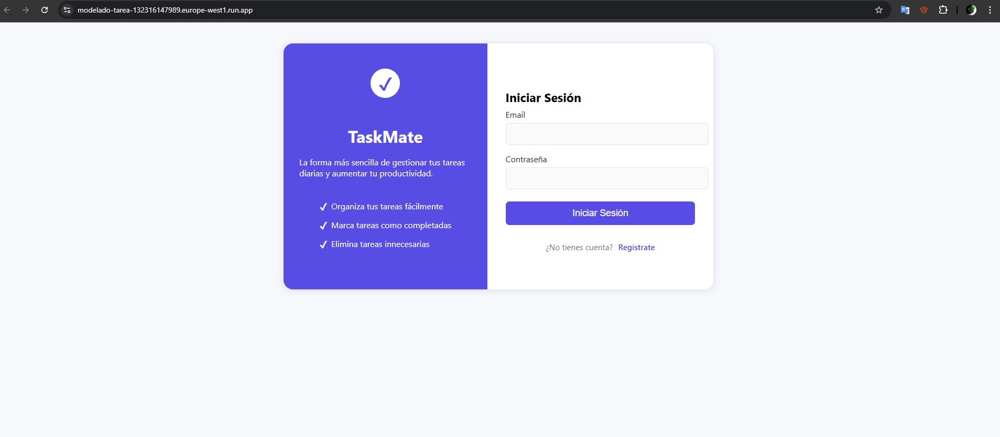 modelado-tarea-132316147989.europe-west1.run.app
TaskMate
La forma más sencilla de gestionar tus tareas
diarias y aumentar tu productividad.
✓ Organiza tus tareas fácilmente
✓ Marca tareas como completadas
✓ Elimina tareas innecesarias
Iniciar Sesión
Email
Contraseña
Iniciar Sesión
¿No tienes cuenta? Regístrate